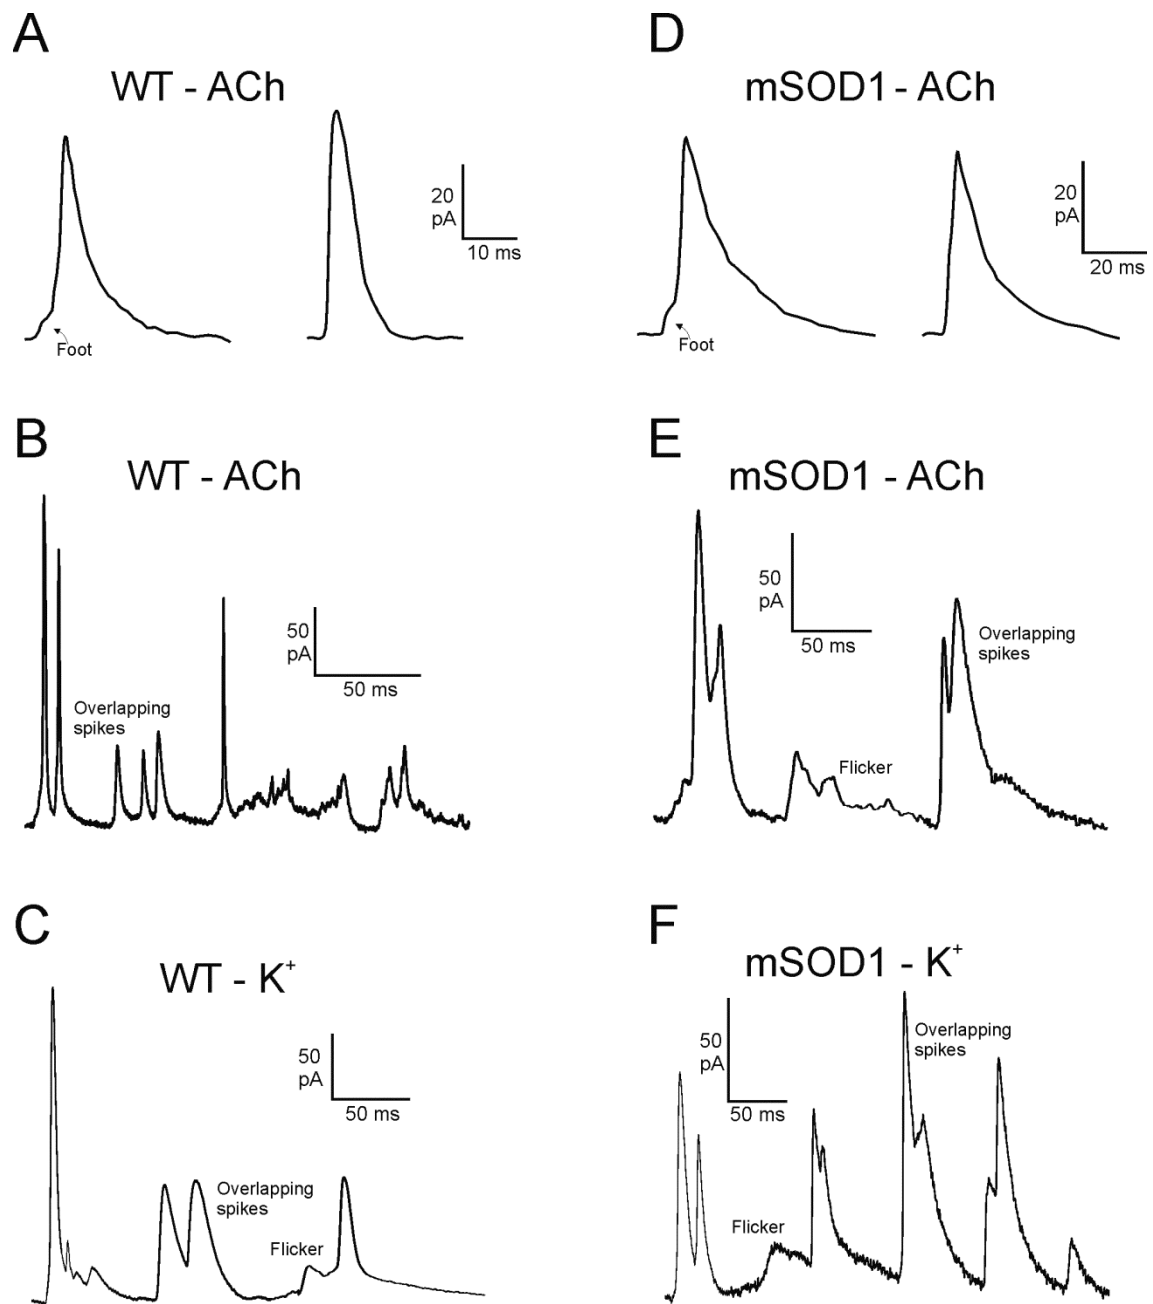 A
WT - ACh
20
pA
10 ms
Foot
D
mSOD1 - ACh
20
pA
20 ms
Foot
B
WT - ACh
50
pA
50 ms
Overlapping
spikes
E
mSOD1 - ACh
50
pA
50 ms
Overlapping
spikes
Flicker
C
WT - K⁺
50
pA
50 ms
Overlapping
spikes
Flicker
F
mSOD1 - K⁺
50
pA
50 ms
Overlapping
spikes
Flicker